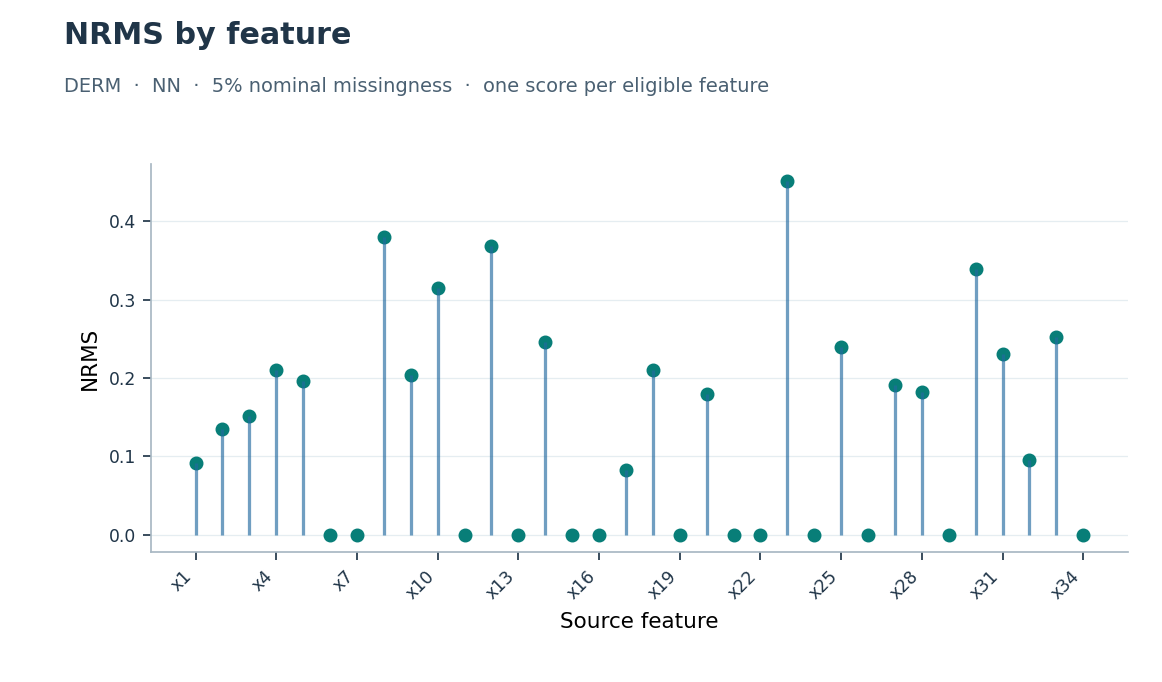 NRMS by feature
DERM · NN · 5% nominal missingness · one score per eligible feature
NRMS
0.4
0.3
0.2
0.1
0.0
x1 x4 x7 x10 x13 x16 x19 x22 x25 x28 x31 x34
Source feature